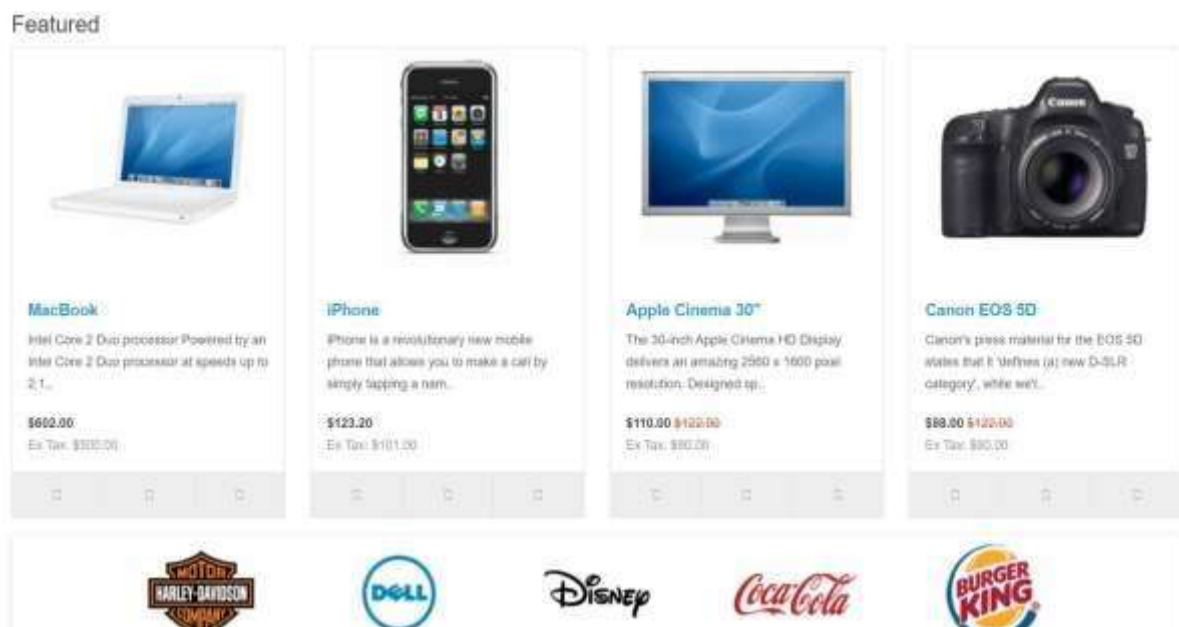 Featured
MacBook
Intel Core 2 Duo processor Powered by an
Intel Core 2 Duo processor at speeds up to
2.1..
$602.00
Ex Tax: $500.00
iPhone
iPhone is a revolutionary new mobile
phone that allows you to make a call by
simply tapping a nam..
$123.20
Ex Tax: $101.00
Apple Cinema 30"
The 30-inch Apple Cinema HD Display
delivers an amazing 2560 x 1600 pixel
resolution. Designed sp..
$110.00 $122.00
Ex Tax: $90.00
Canon EOS 5D
Canon's press material for the EOS 5D
states that it 'defines (a) new D-SLR
category', while we'r..
$98.00 $122.00
Ex Tax: $80.00
Canon
MOTOR
HARLEY-DAVIDSON
COMPANY
DELL
Disney
Coca-Cola
BURGER
KING